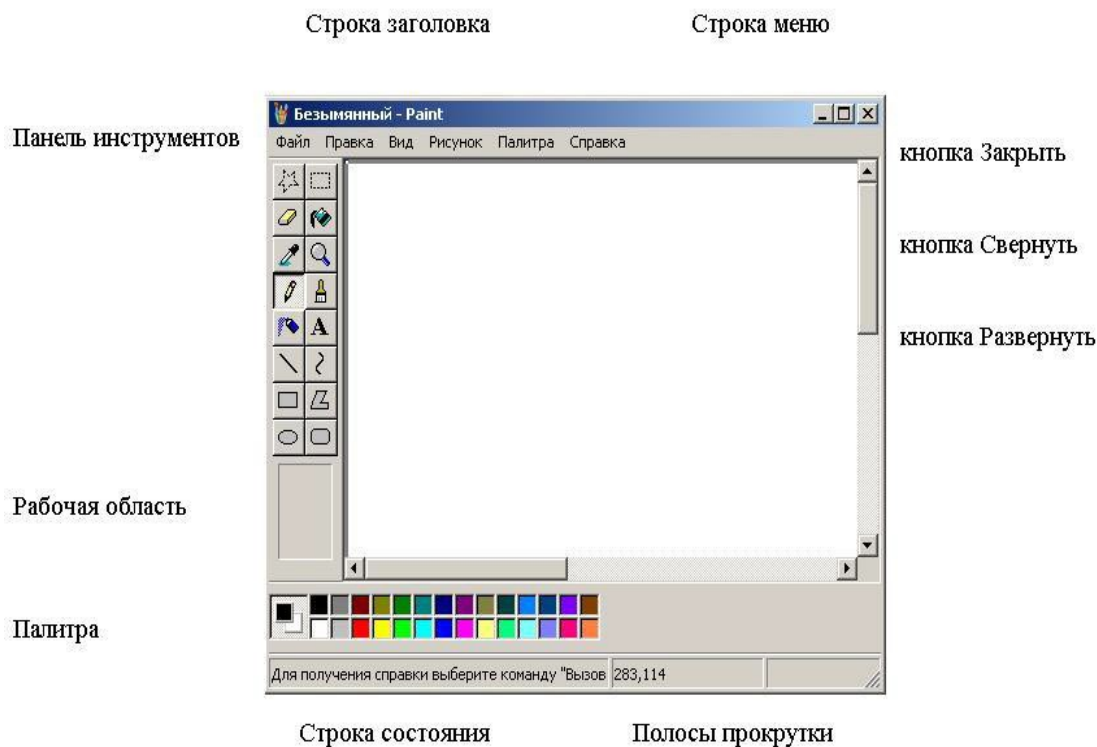 Строка заголовка
Строка меню
Панель инструментов
Безымянный - Paint
Файл Правка Вид Рисунок Палитра Справка
кнопка Закрыть
кнопка Свернуть
A
кнопка Развернуть
Рабочая область
Палитра
Для получения справки выберите команду "Вызов
283,114
Строка состояния
Полосы прокрутки